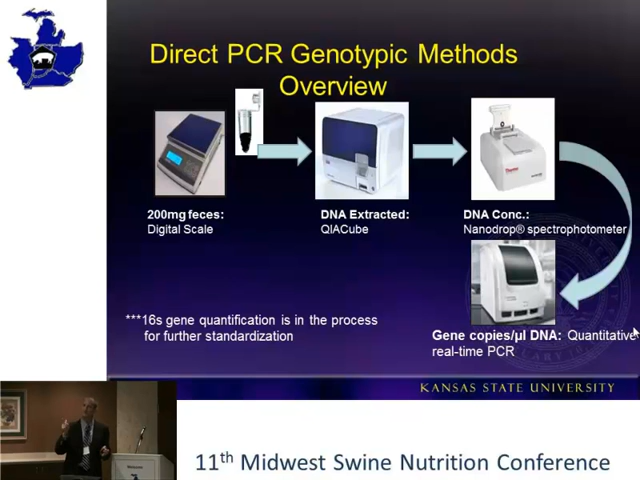 Direct PCR Genotypic Methods
Overview
200mg feces:
Digital Scale
DNA Extracted:
QIACube
DNA Conc.:
Nanodrop® spectrophotometer
Gene copies/µl DNA: Quantitative
real-time PCR
***16s gene quantification is in the process
for further standardization
KANSAS STATE UNIVERSITY
11th Midwest Swine Nutrition Conference